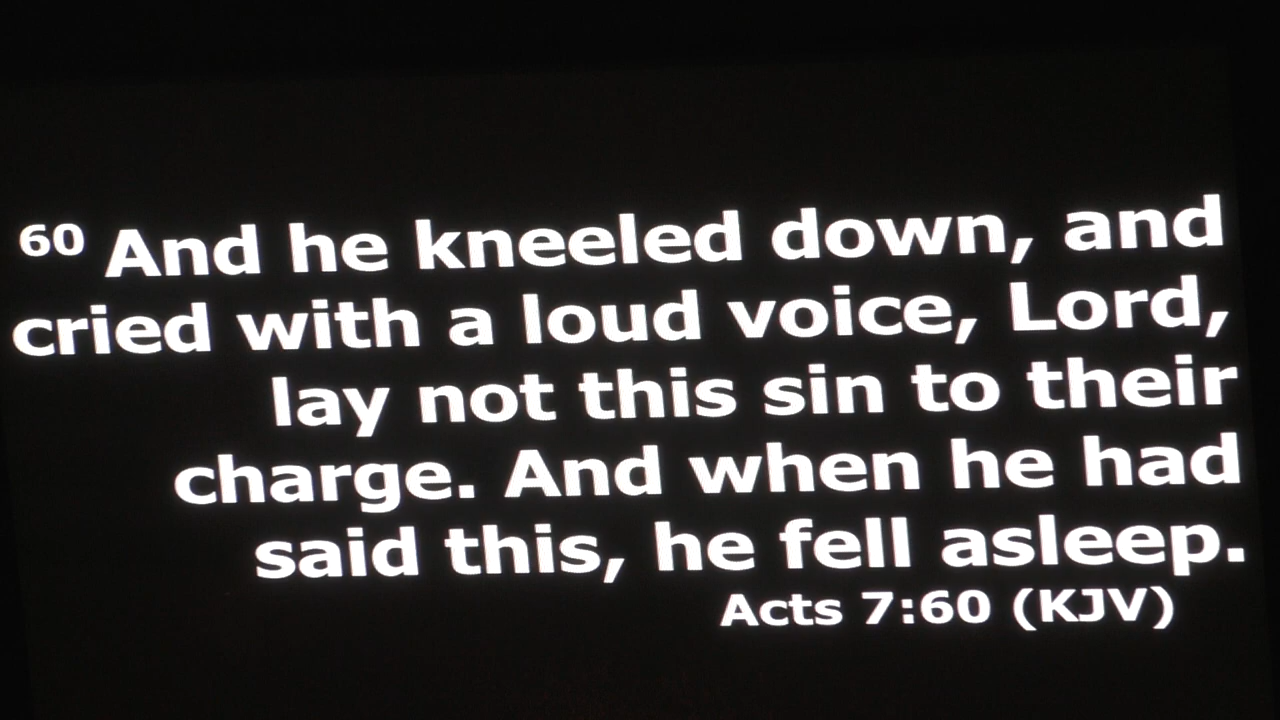 60 And he kneeled down, and
cried with a loud voice, Lord,
lay not this sin to their
charge. And when he had
said this, he fell asleep.
Acts 7:60 (KJV)